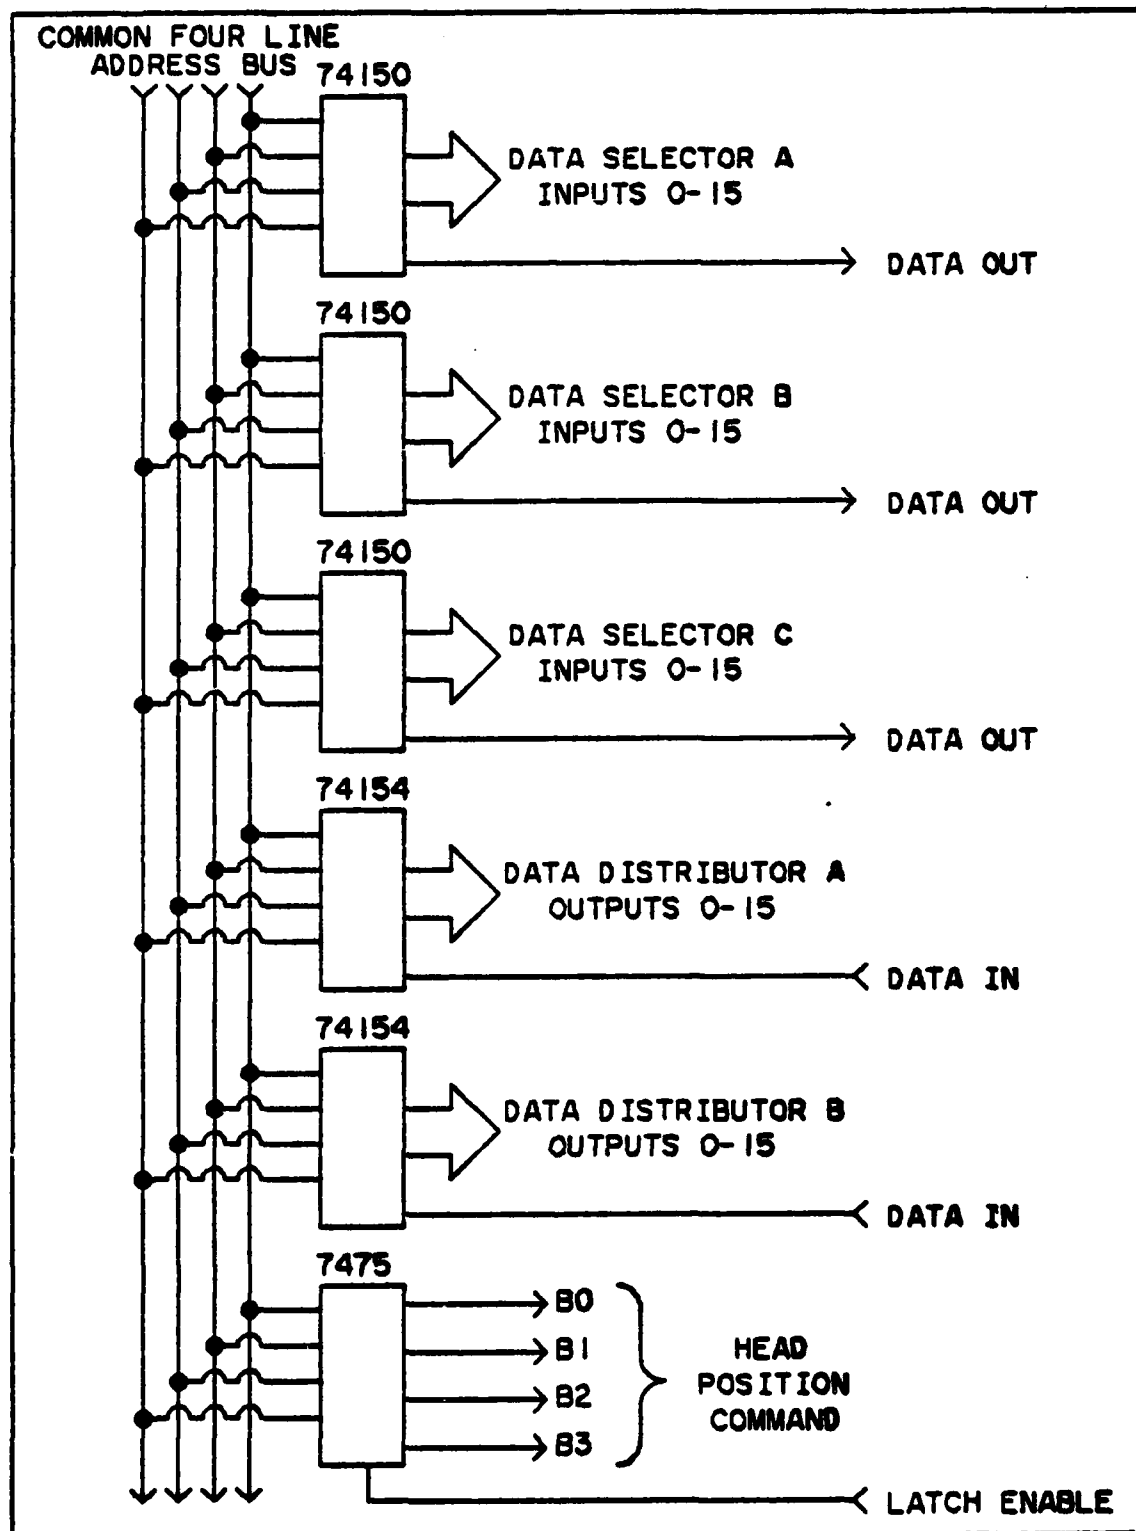 COMMON FOUR LINE
ADDRESS BUS
74150
DATA SELECTOR A
INPUTS 0-15
DATA OUT
74150
DATA SELECTOR B
INPUTS 0-15
DATA OUT
74150
DATA SELECTOR C
INPUTS 0-15
DATA OUT
74154
DATA DISTRIBUTOR A
OUTPUTS 0-15
DATA IN
74154
DATA DISTRIBUTOR B
OUTPUTS 0-15
DATA IN
7475
B0
B1
B2
B3
HEAD
POSITION
COMMAND
LATCH ENABLE